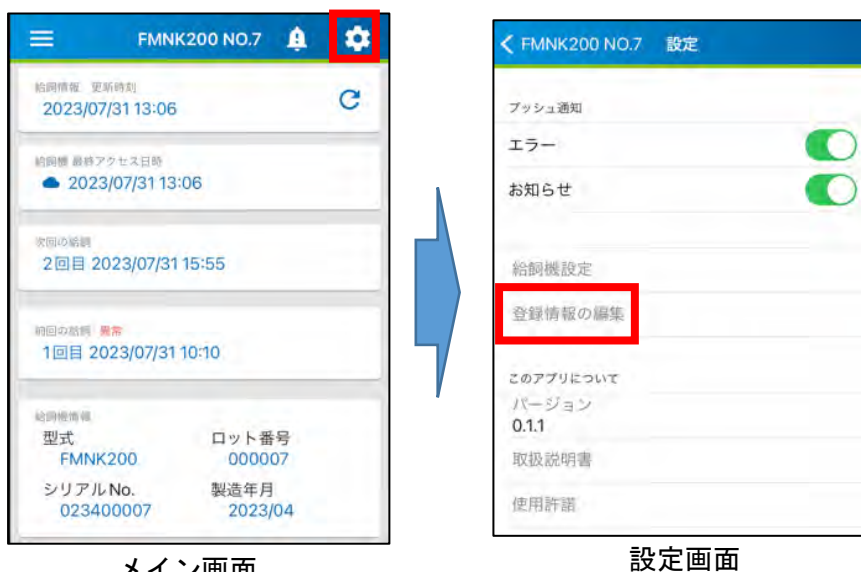 FMNK200 NO.7
給餌情報 更新時刻
2023/07/31 13:06
給餌機 最終アクセス日時
2023/07/31 13:06
次回の給餌
2回目 2023/07/31 15:55
前回の給餌 異常
1回目 2023/07/31 10:10
給餌機情報
型式 ロット番号
FMNK200 000007
シリアルNo. 製造年月
023400007 2023/04
メイン画面
FMNK200 NO.7 設定
プッシュ通知
エラー
お知らせ
給餌機設定
登録情報の編集
このアプリについて
バージョン
0.1.1
取扱説明書
使用許諾
設定画面